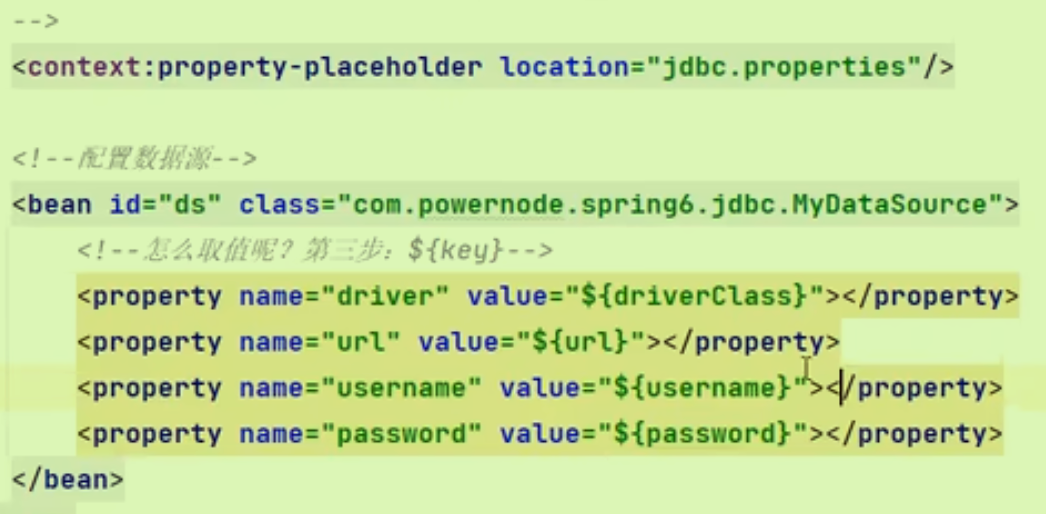 -->
<context:property-placeholder location="jdbc.properties"/>
<!--配置数据源-->
<bean id="ds" class="com.powernode.spring6.jdbc.MyDataSource">
<!--怎么取值呢？第三步：${key}-->
<property name="driver" value="${driverClass}"></property>
<property name="url" value="${url}"></property>
<property name="username" value="${username}"></property>
<property name="password" value="${password}"></property>
</bean>